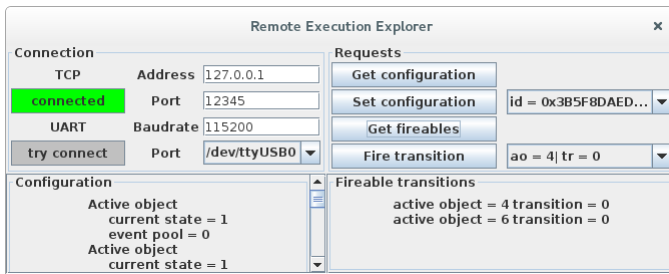 Remote Execution Explorer
Connection
TCP Address 127.0.0.1
connected Port 12345
UART Baudrate 115200
try connect Port /dev/ttyUSB0
Requests
Get configuration
Set configuration id = 0x3B5F8DAED...
Get fireables
Fire transition ao = 4| tr = 0
Configuration
Active object
current state = 1
event pool = 0
Active object
current state = 1
Fireable transitions
active object = 4 transition = 0
active object = 6 transition = 0